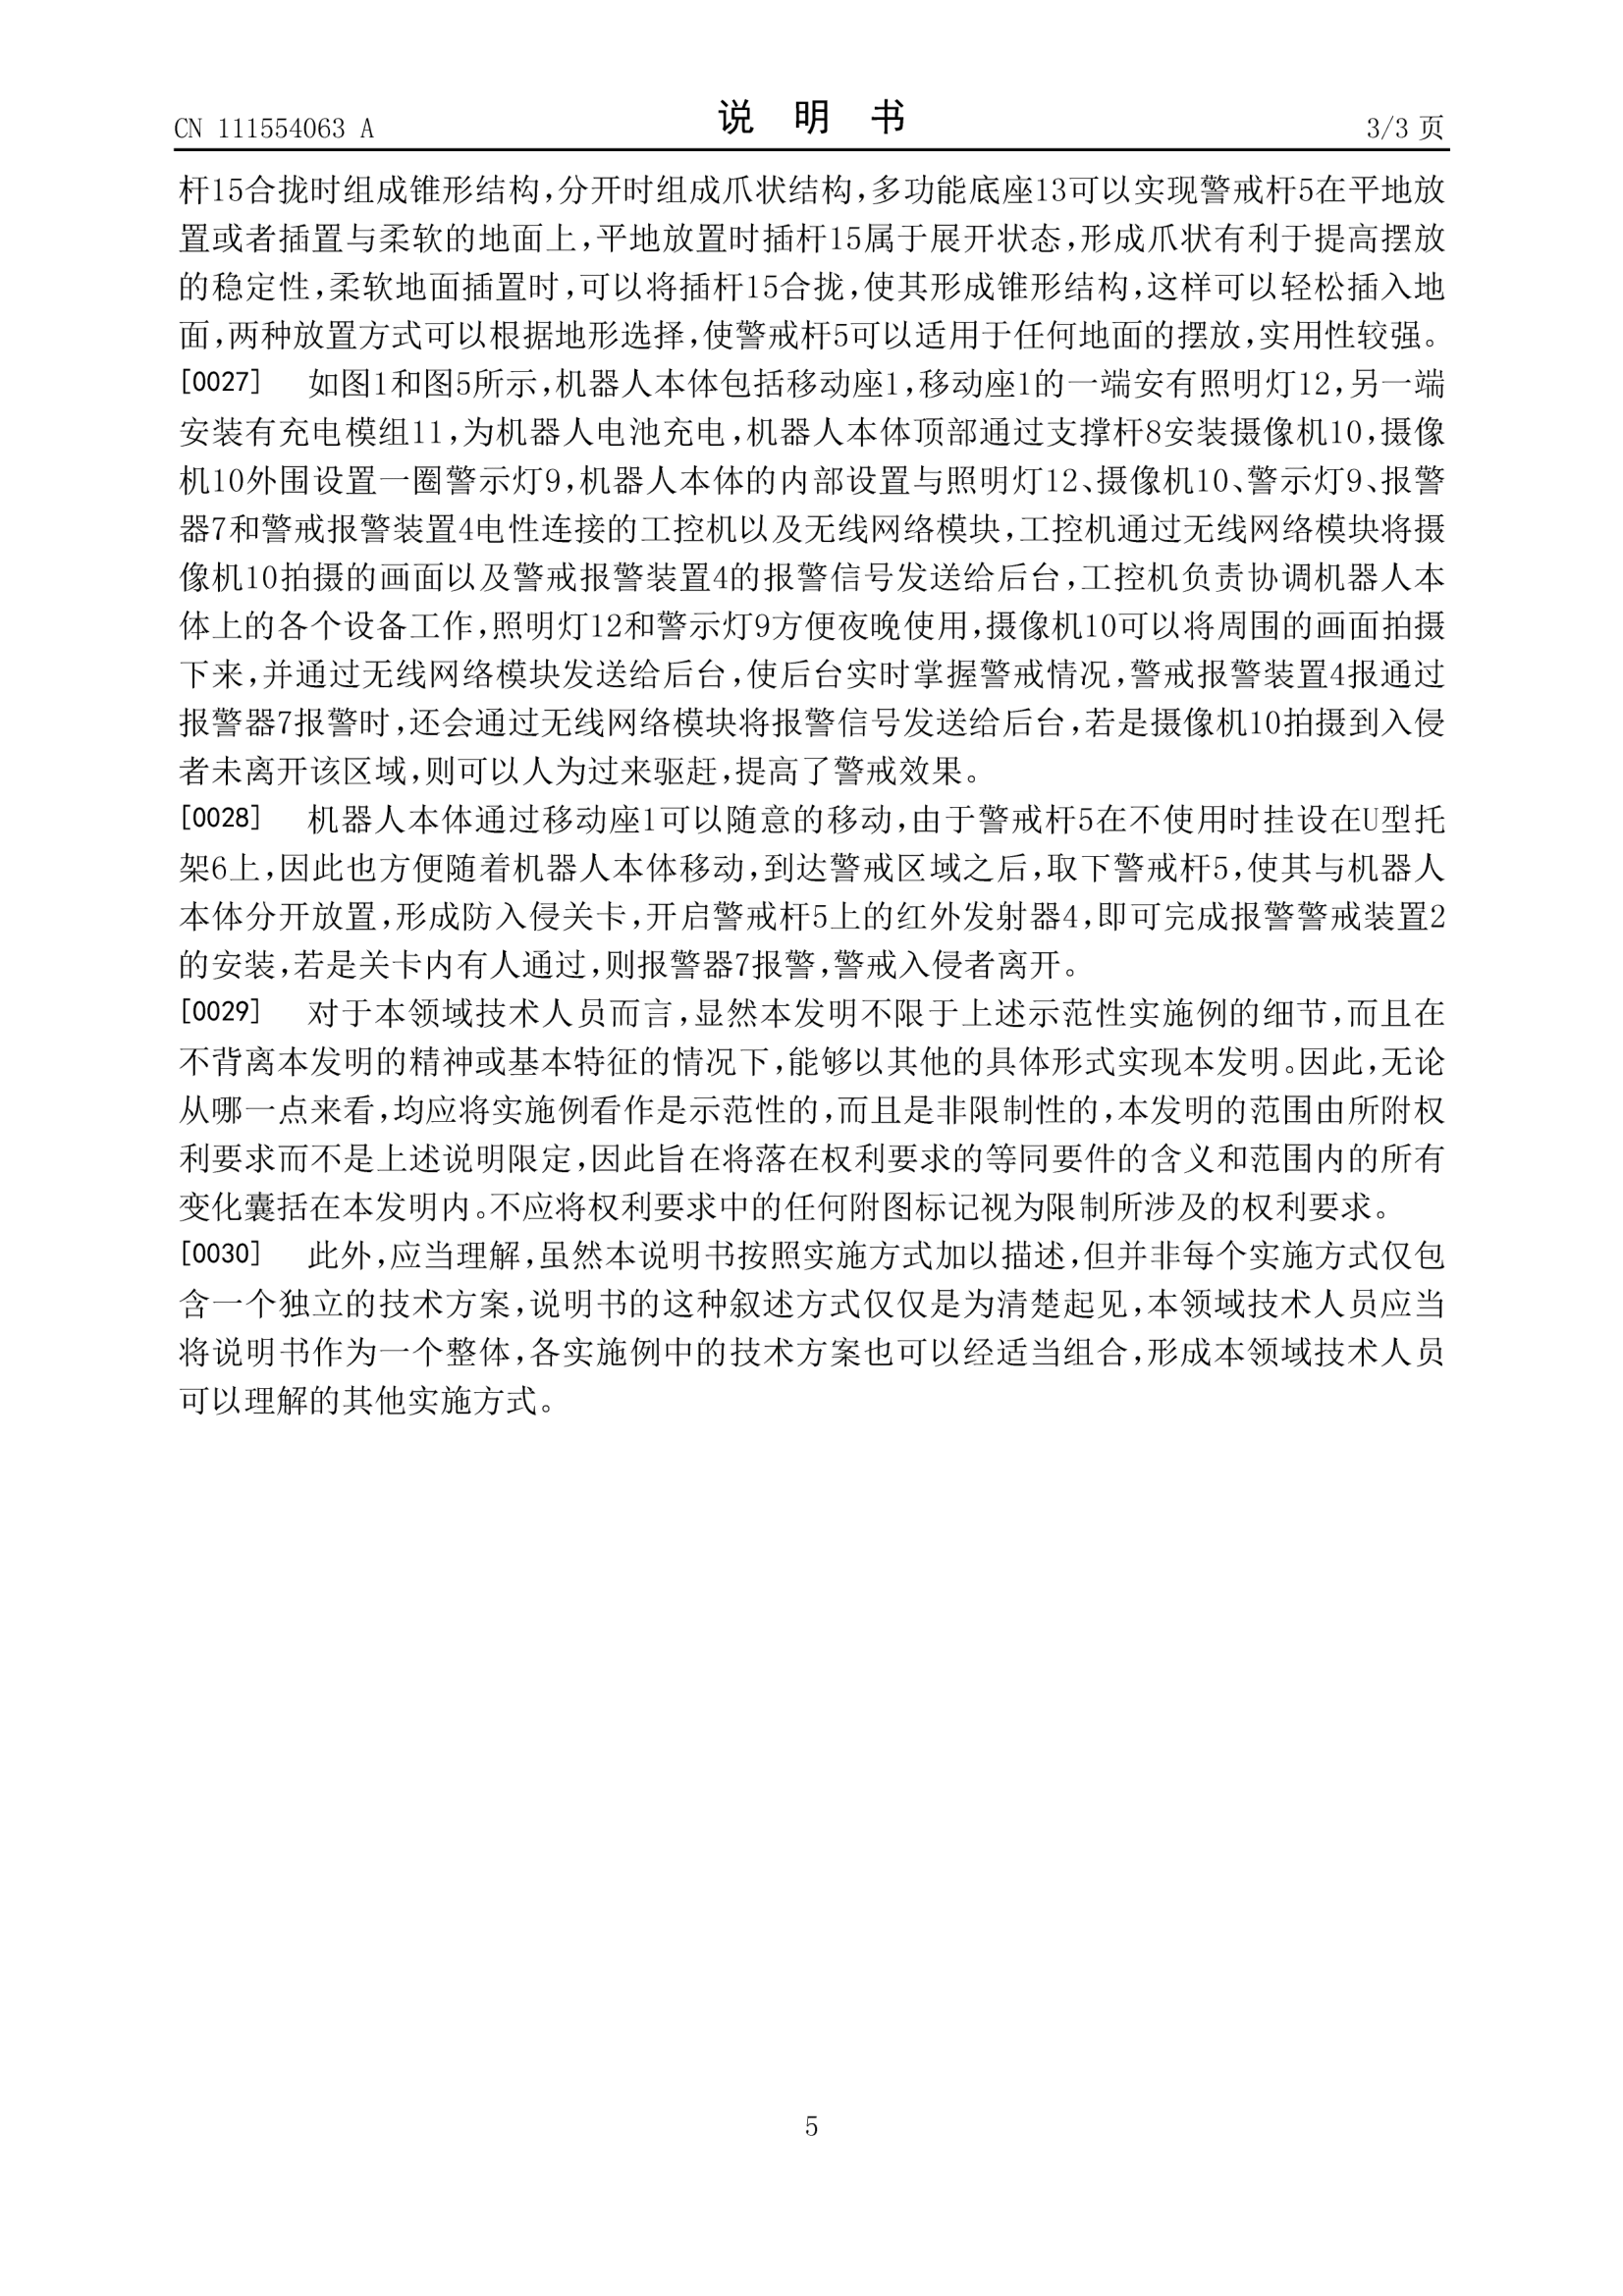 CN 111554063 A
说 明 书
3/3 页
杆15合拢时组成锥形结构,分开时组成爪状结构,多功能底座13可以实现警戒杆5在平地放
置或者插置与柔软的地面上,平地放置时插杆15属于展开状态,形成爪状有利于提高摆放
的稳定性,柔软地面插置时,可以将插杆15合拢,使其形成锥形结构,这样可以轻松插入地
面,两种放置方式可以根据地形选择,使警戒杆5可以适用于任何地面的摆放,实用性较强。
[0027] 如图1和图5所示,机器人本体包括移动座1,移动座1的一端安有照明灯12,另一端
安装有充电模组11,为机器人电池充电,机器人本体顶部通过支撑杆8安装摄像机10,摄像
机10外围设置一圈警示灯9,机器人本体的内部设置与照明灯12、摄像机10、警示灯9、报警
器7和警戒报警装置4电性连接的工控机以及无线网络模块,工控机通过无线网络模块将摄
像机10拍摄的画面以及警戒报警装置4的报警信号发送给后台,工控机负责协调机器人本
体上的各个设备工作,照明灯12和警示灯9方便夜晚使用,摄像机10可以将周围的画面拍摄
下来,并通过无线网络模块发送给后台,使后台实时掌握警戒情况,警戒报警装置4报通过
报警器7报警时,还会通过无线网络模块将报警信号发送给后台,若是摄像机10拍摄到入侵
者未离开该区域,则可以人为过来驱赶,提高了警戒效果。
[0028] 机器人本体通过移动座1可以随意的移动,由于警戒杆5在不使用时挂设在U型托
架6上,因此也方便随着机器人本体移动,到达警戒区域之后,取下警戒杆5,使其与机器人
本体分开放置,形成防入侵关卡,开启警戒杆5上的红外发射器4,即可完成报警警戒装置2
的安装,若是关卡内有人通过,则报警器7报警,警戒入侵者离开。
[0029] 对于本领域技术人员而言,显然本发明不限于上述示范性实施例的细节,而且在
不背离本发明的精神或基本特征的情况下,能够以其他的具体形式实现本发明。因此,无论
从哪一点来看,均应将实施例看作是示范性的,而且是非限制性的,本发明的范围由所附权
利要求而不是上述说明限定,因此旨在将落在权利要求的等同要件的含义和范围内的所有
变化囊括在本发明内。不应将权利要求中的任何附图标记视为限制所涉及的权利要求。
[0030] 此外,应当理解,虽然本说明书按照实施方式加以描述,但并非每个实施方式仅包
含一个独立的技术方案,说明书的这种叙述方式仅仅是为清楚起见,本领域技术人员应当
将说明书作为一个整体,各实施例中的技术方案也可以经适当组合,形成本领域技术人员
可以理解的其他实施方式。
5